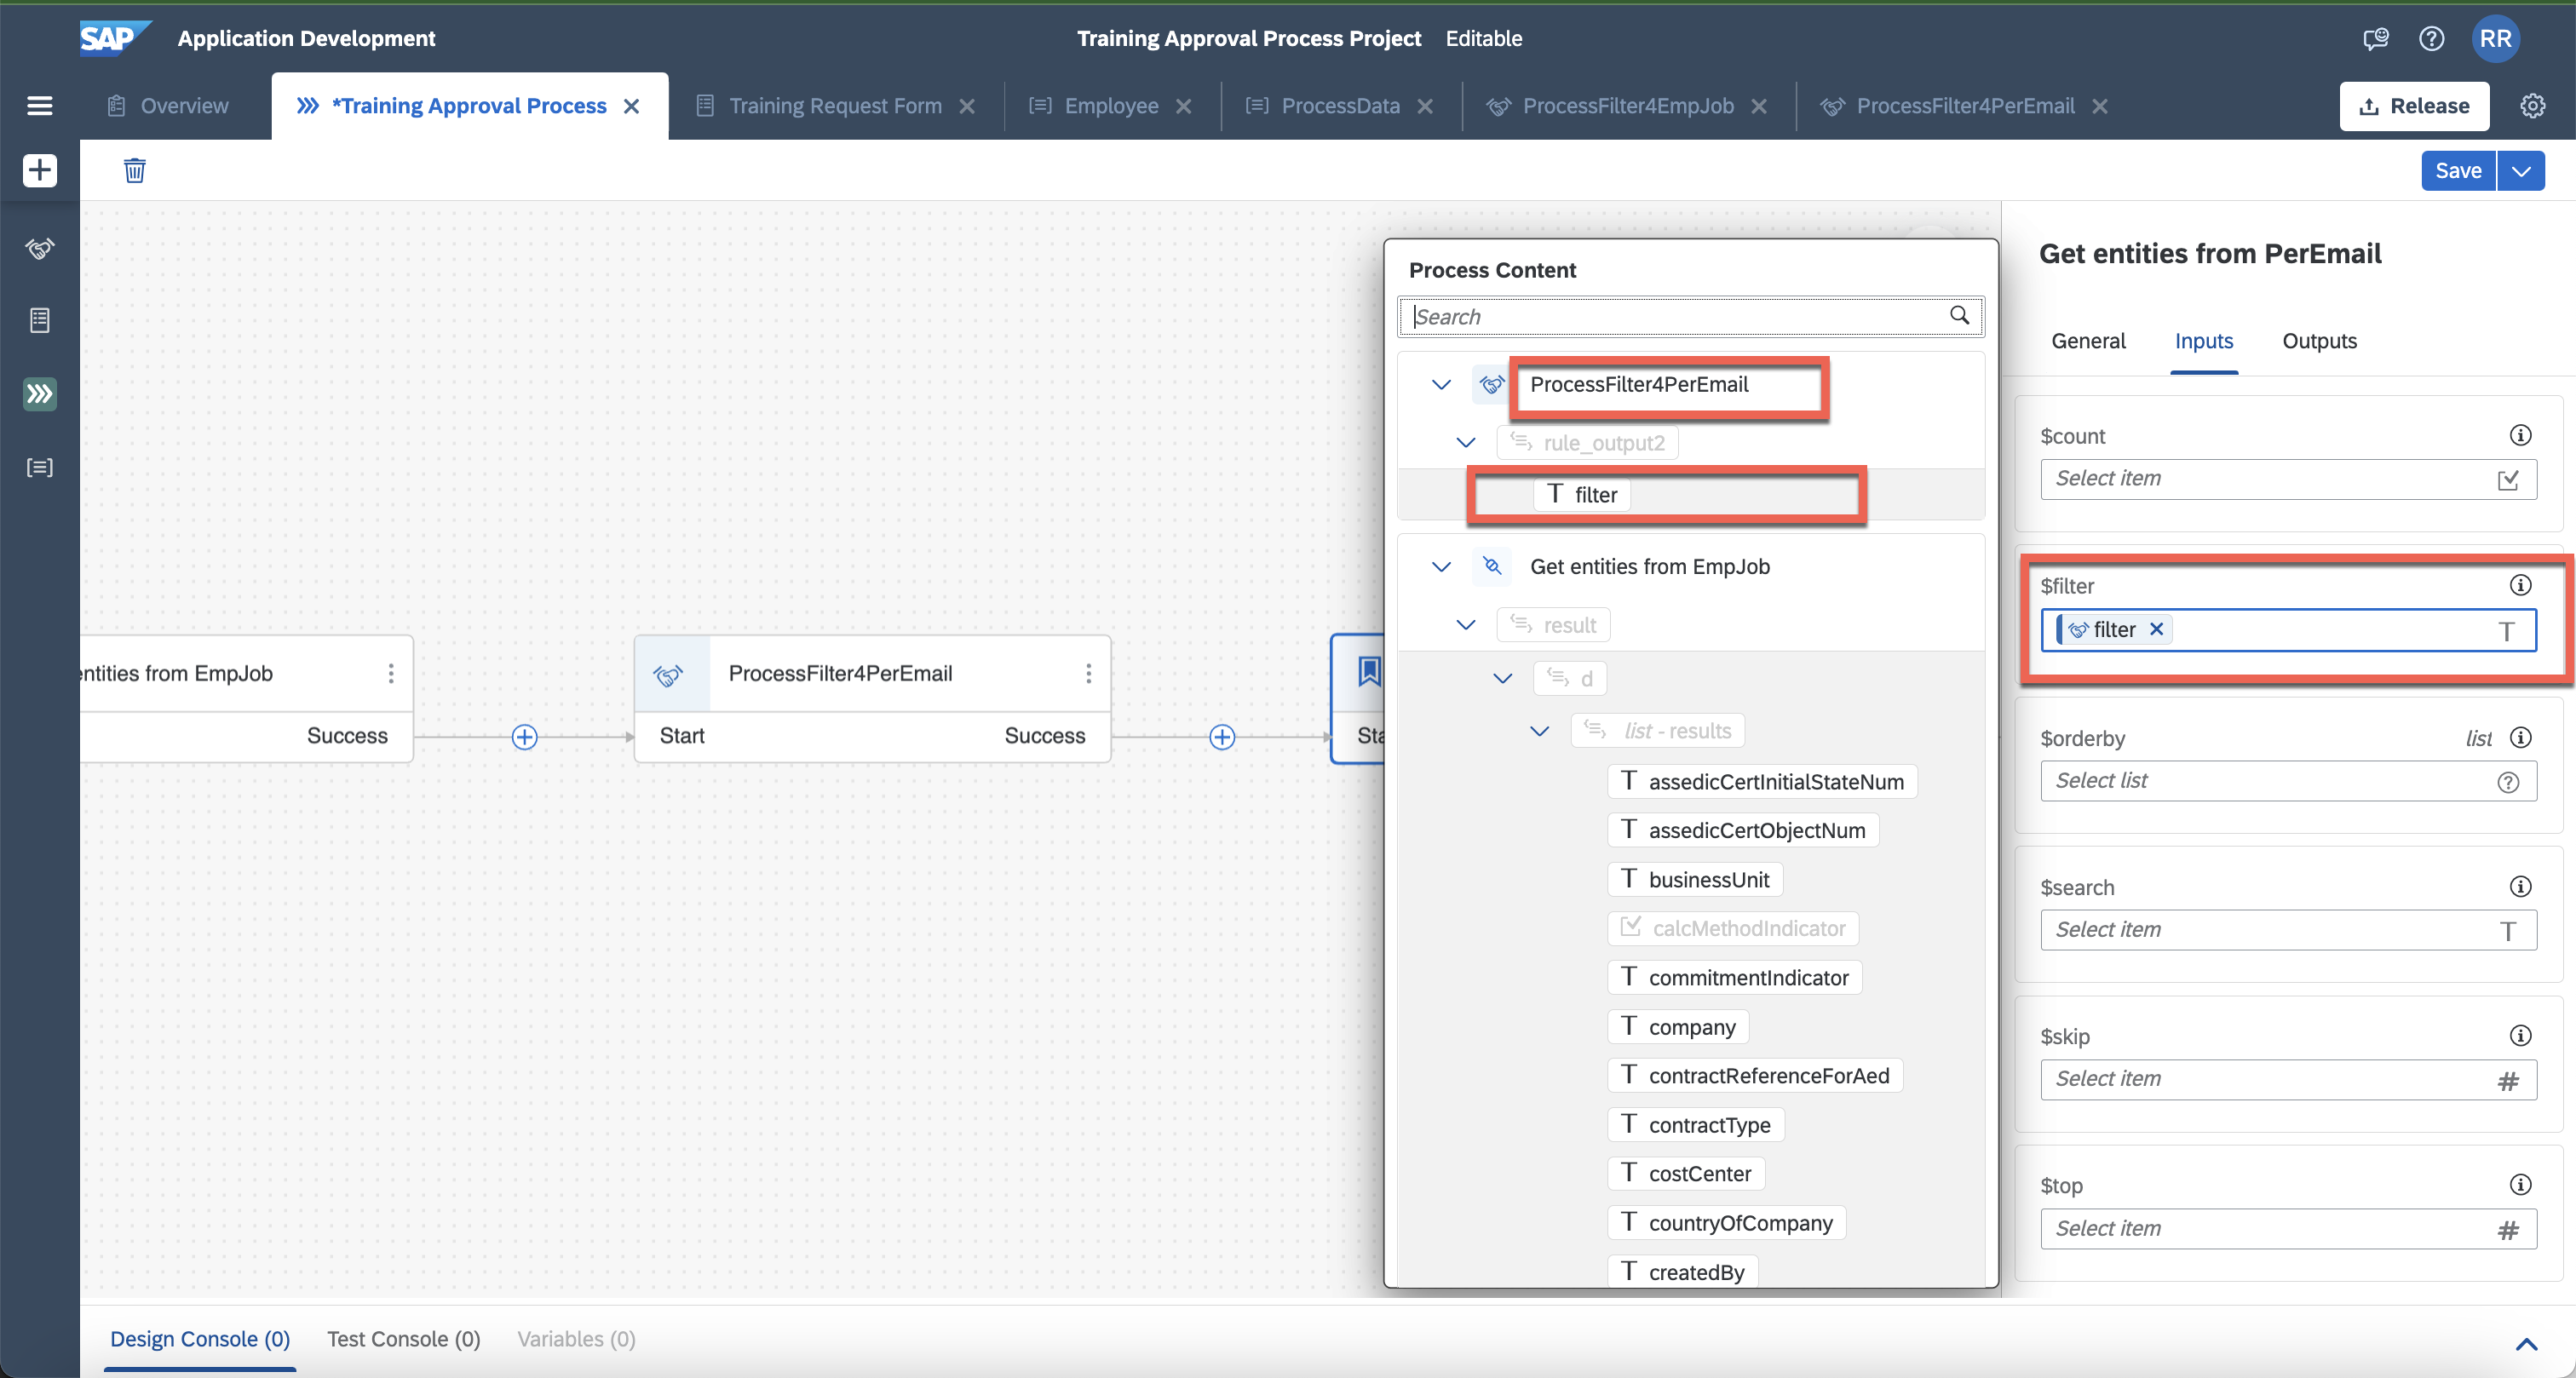 SAP Application Development Training Approval Process Project Editable RR
Overview *Training Approval Process Training Request Form Employee ProcessData ProcessFilter4EmpJob ProcessFilter4PerEmail Release
Save
entities from EmpJob
Success
ProcessFilter4PerEmail
Start Success
Sta
Process Content
Search
ProcessFilter4PerEmail
rule_output2
T filter
Get entities from EmpJob
result
d
list - results
T assedicCertInitialStateNum
T assedicCertObjectNum
T businessUnit
calcMethodIndicator
T commitmentIndicator
T company
T contractReferenceForAed
T contractType
T costCenter
T countryOfCompany
T createdBy
Get entities from PerEmail
General Inputs Outputs
$count
Select item
$filter
filter T
$orderby list
Select list
$search
Select item T
$skip
Select item #
$top
Select item #
Design Console (0) Test Console (0) Variables (0)